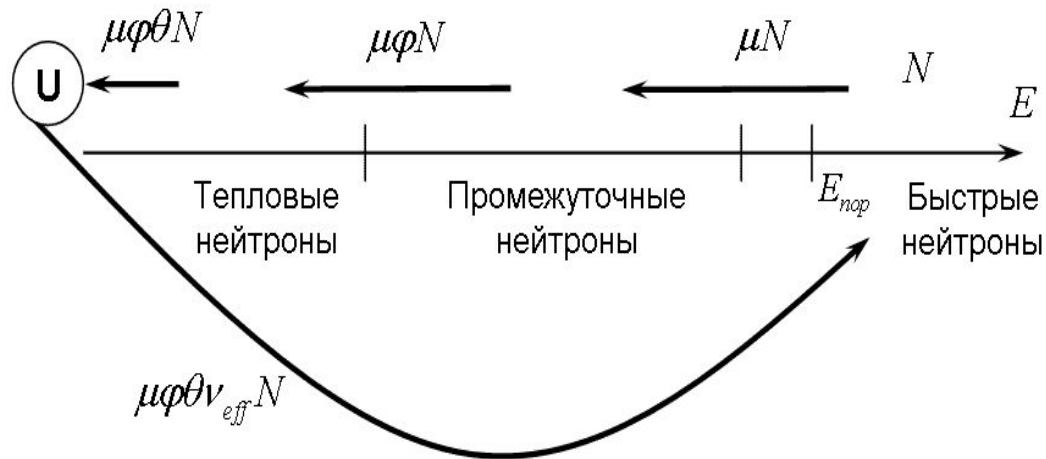 μφθN
μφN
μN
N
E
U
Тепловые
нейтроны
Промежуточные
нейтроны
E_пор
Быстрые
нейтроны
μφθν_eff N